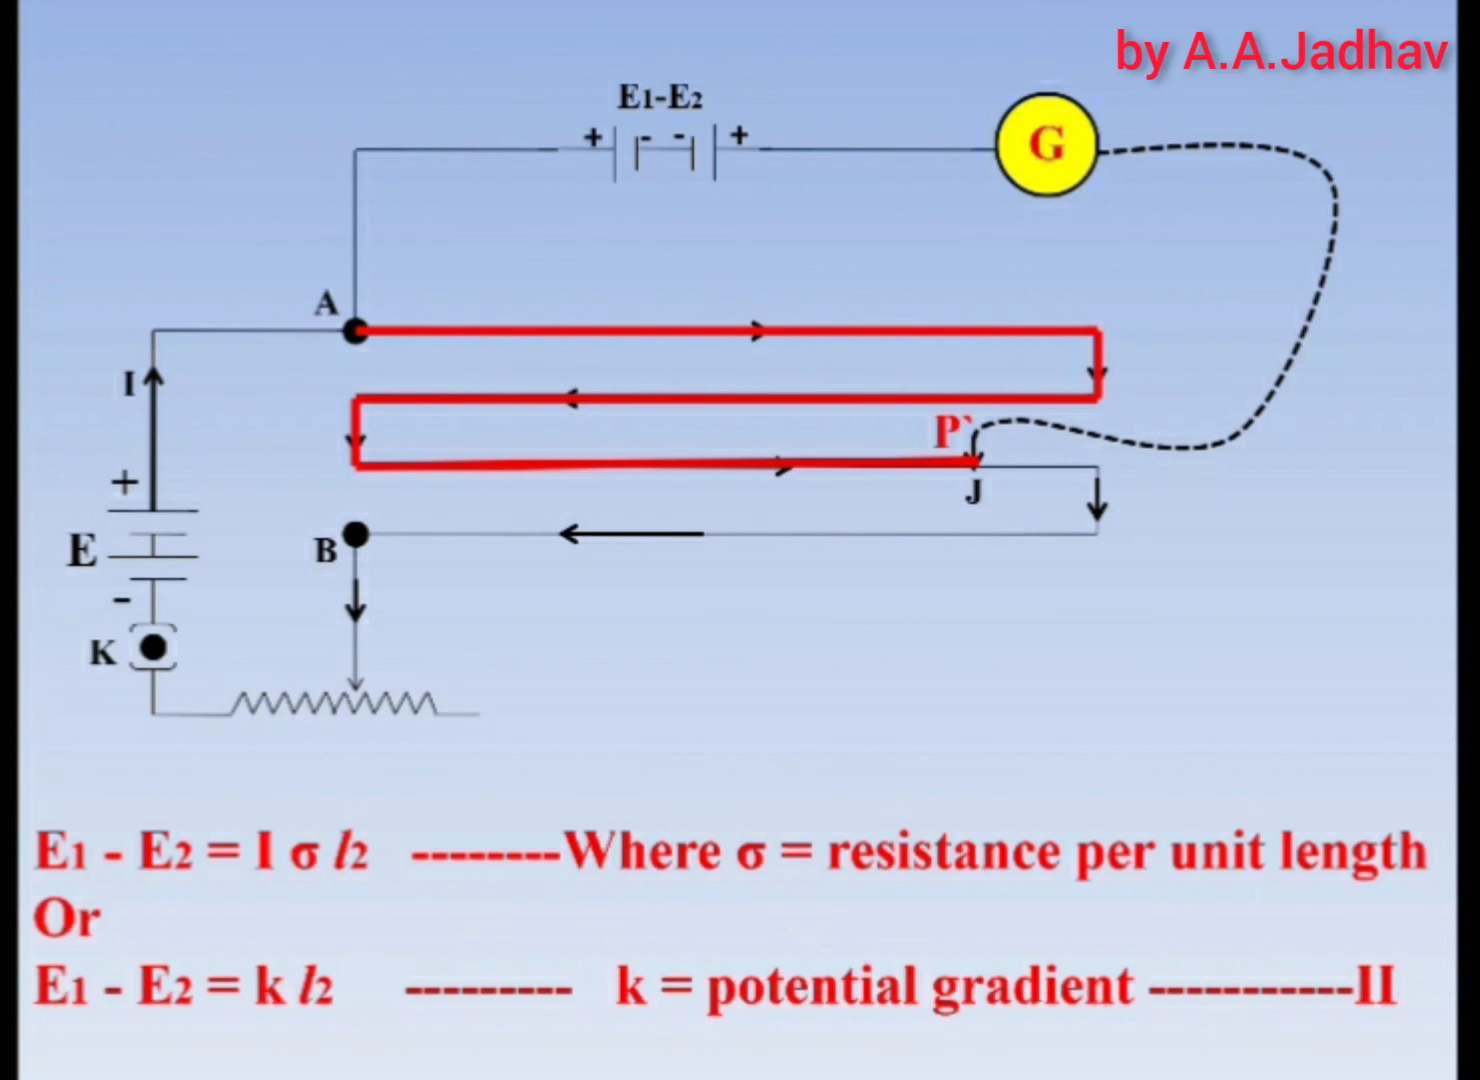 by A.A.Jadhav
E1-E2
+ - - +
G
A
I
P`
+
J
E
B
-
K
E1 - E2 = I σ l2 --------Where σ = resistance per unit length
Or
E1 - E2 = k l2 --------- k = potential gradient -----------II